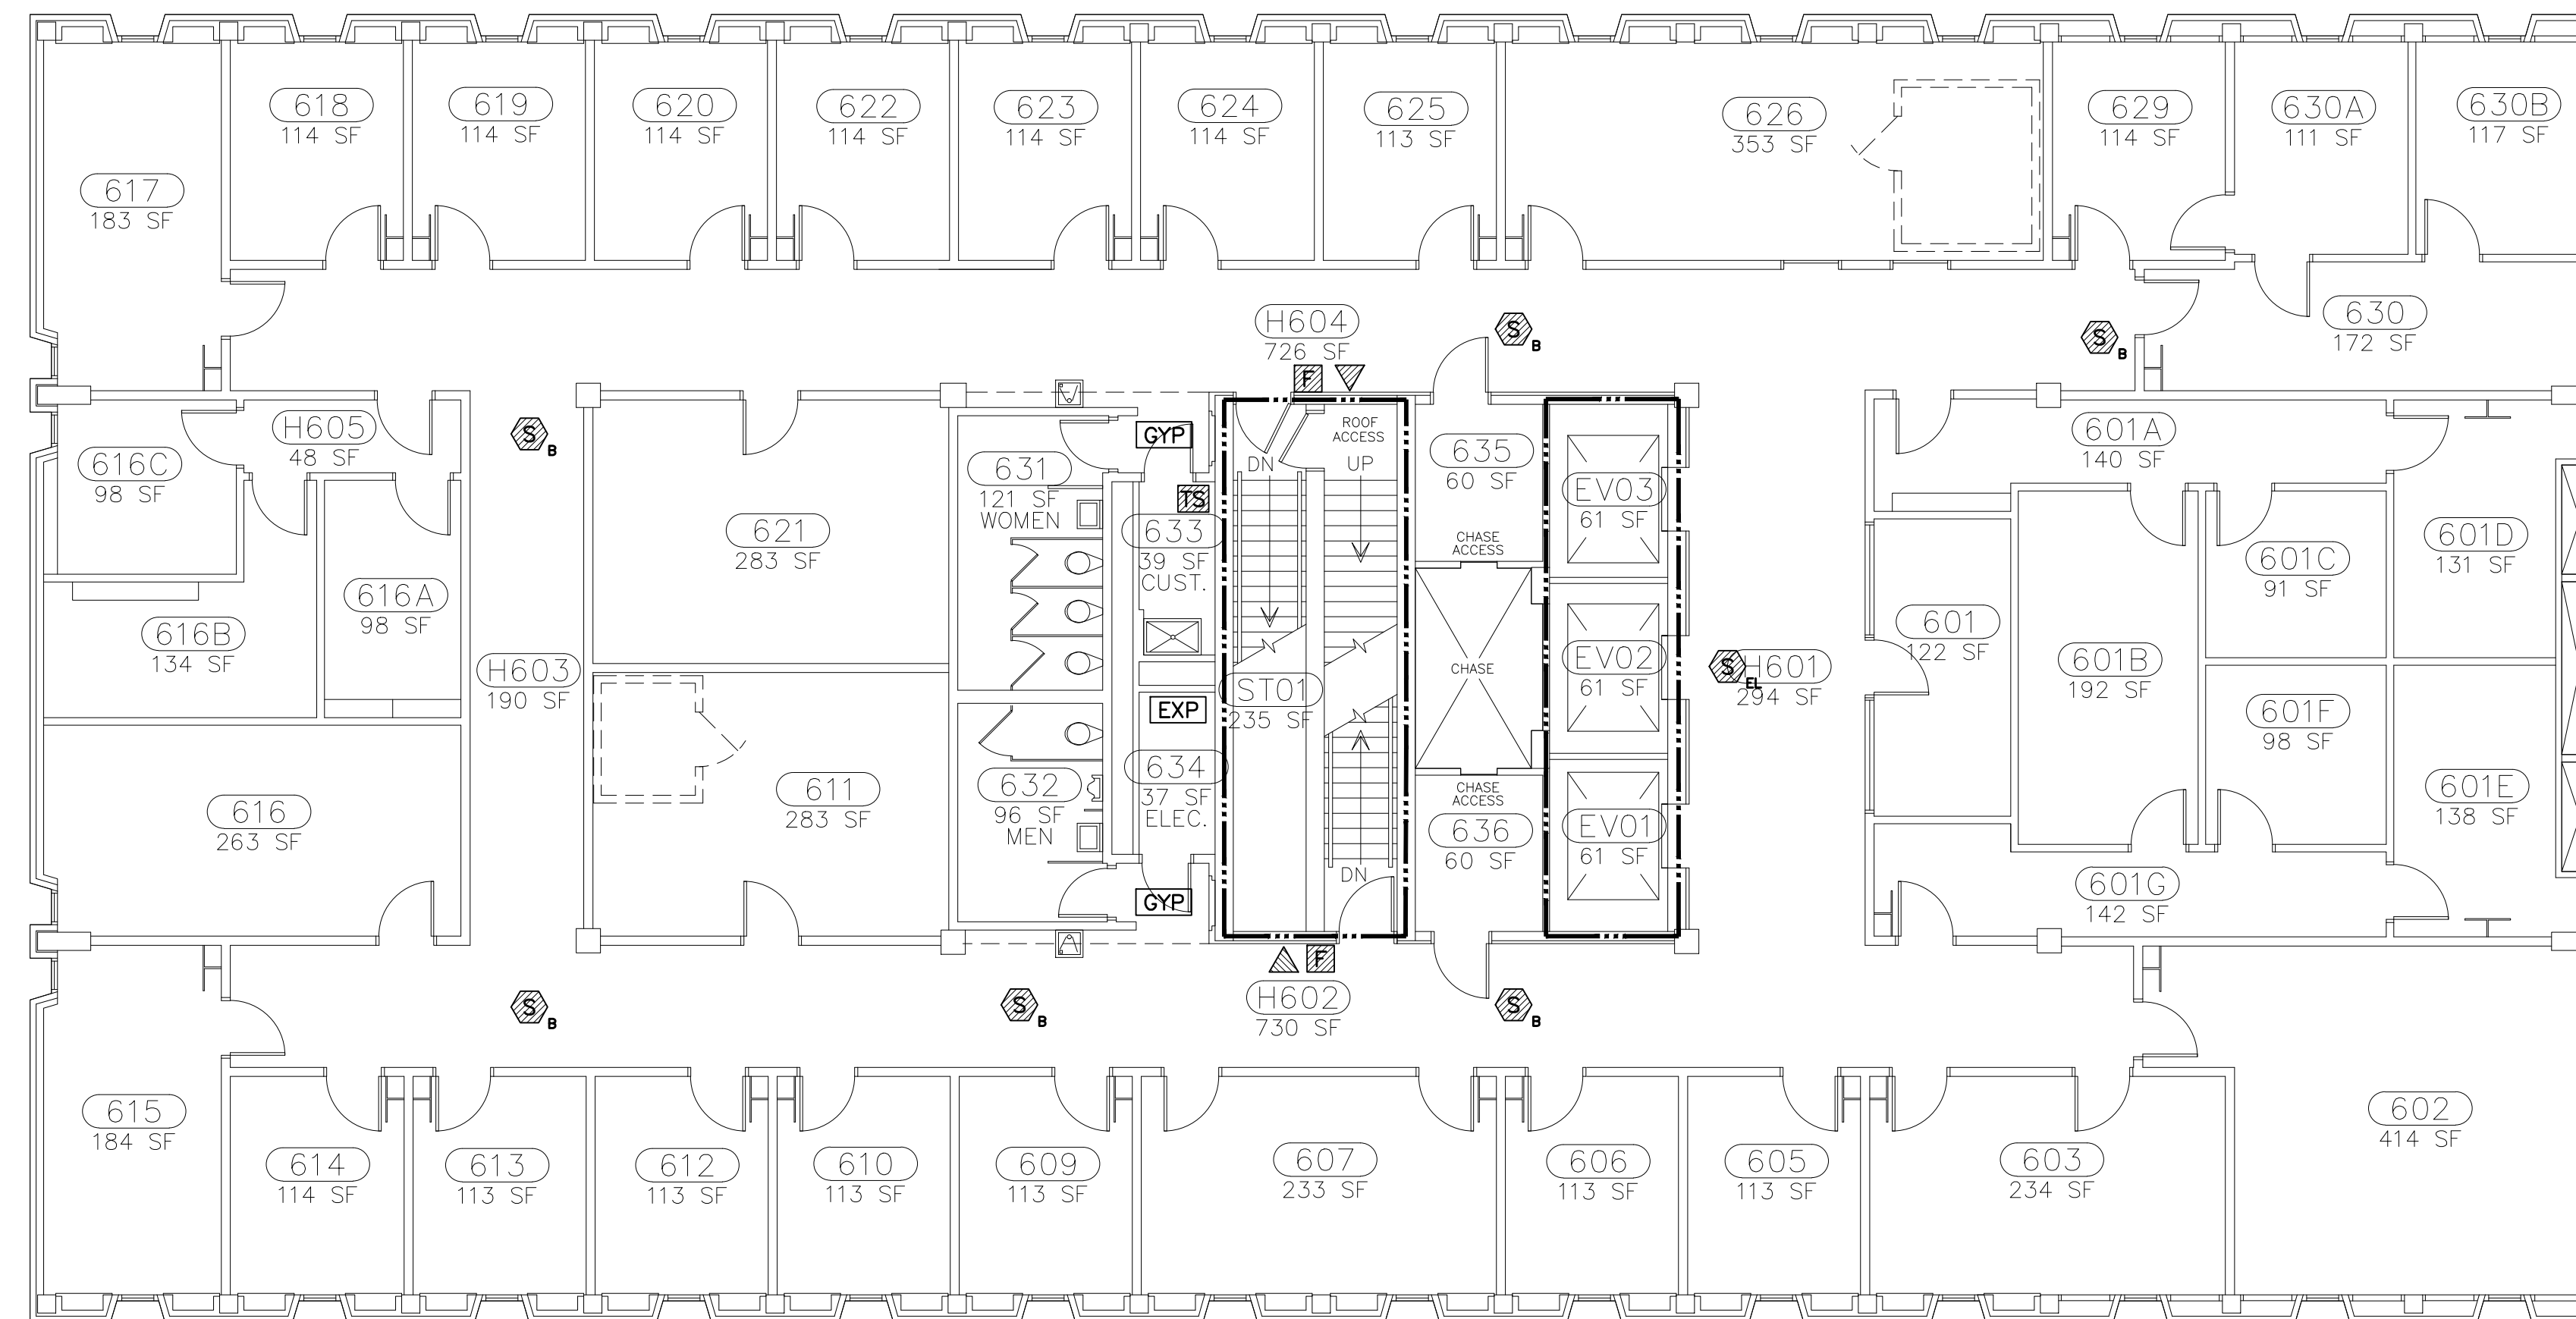 618
114 SF
619
114 SF
620
114 SF
622
114 SF
623
114 SF
624
114 SF
625
113 SF
626
353 SF
629
114 SF
630A
111 SF
630B
117 SF
617
183 SF
H604
726 SF
F
S
B
S
B
630
172 SF
H605
48 SF
616C
98 SF
S
B
631
121 SF
WOMEN
GYP
TS
633
39 SF
CUST.
ROOF
ACCESS
DN
UP
635
60 SF
CHASE
ACCESS
EV03
61 SF
601A
140 SF
621
283 SF
616A
98 SF
616B
134 SF
H603
190 SF
CHASE
EV02
61 SF
S
EL
H601
294 SF
601
122 SF
601B
192 SF
601C
91 SF
601D
131 SF
ST01
235 SF
EXP
634
37 SF
ELEC.
611
283 SF
632
96 SF
MEN
616
263 SF
CHASE
ACCESS
636
60 SF
EV01
61 SF
601F
98 SF
601E
138 SF
DN
GYP
601G
142 SF
F
H602
730 SF
S
B
S
B
S
B
615
184 SF
614
114 SF
613
113 SF
612
113 SF
610
113 SF
609
113 SF
607
233 SF
606
113 SF
605
113 SF
603
234 SF
602
414 SF